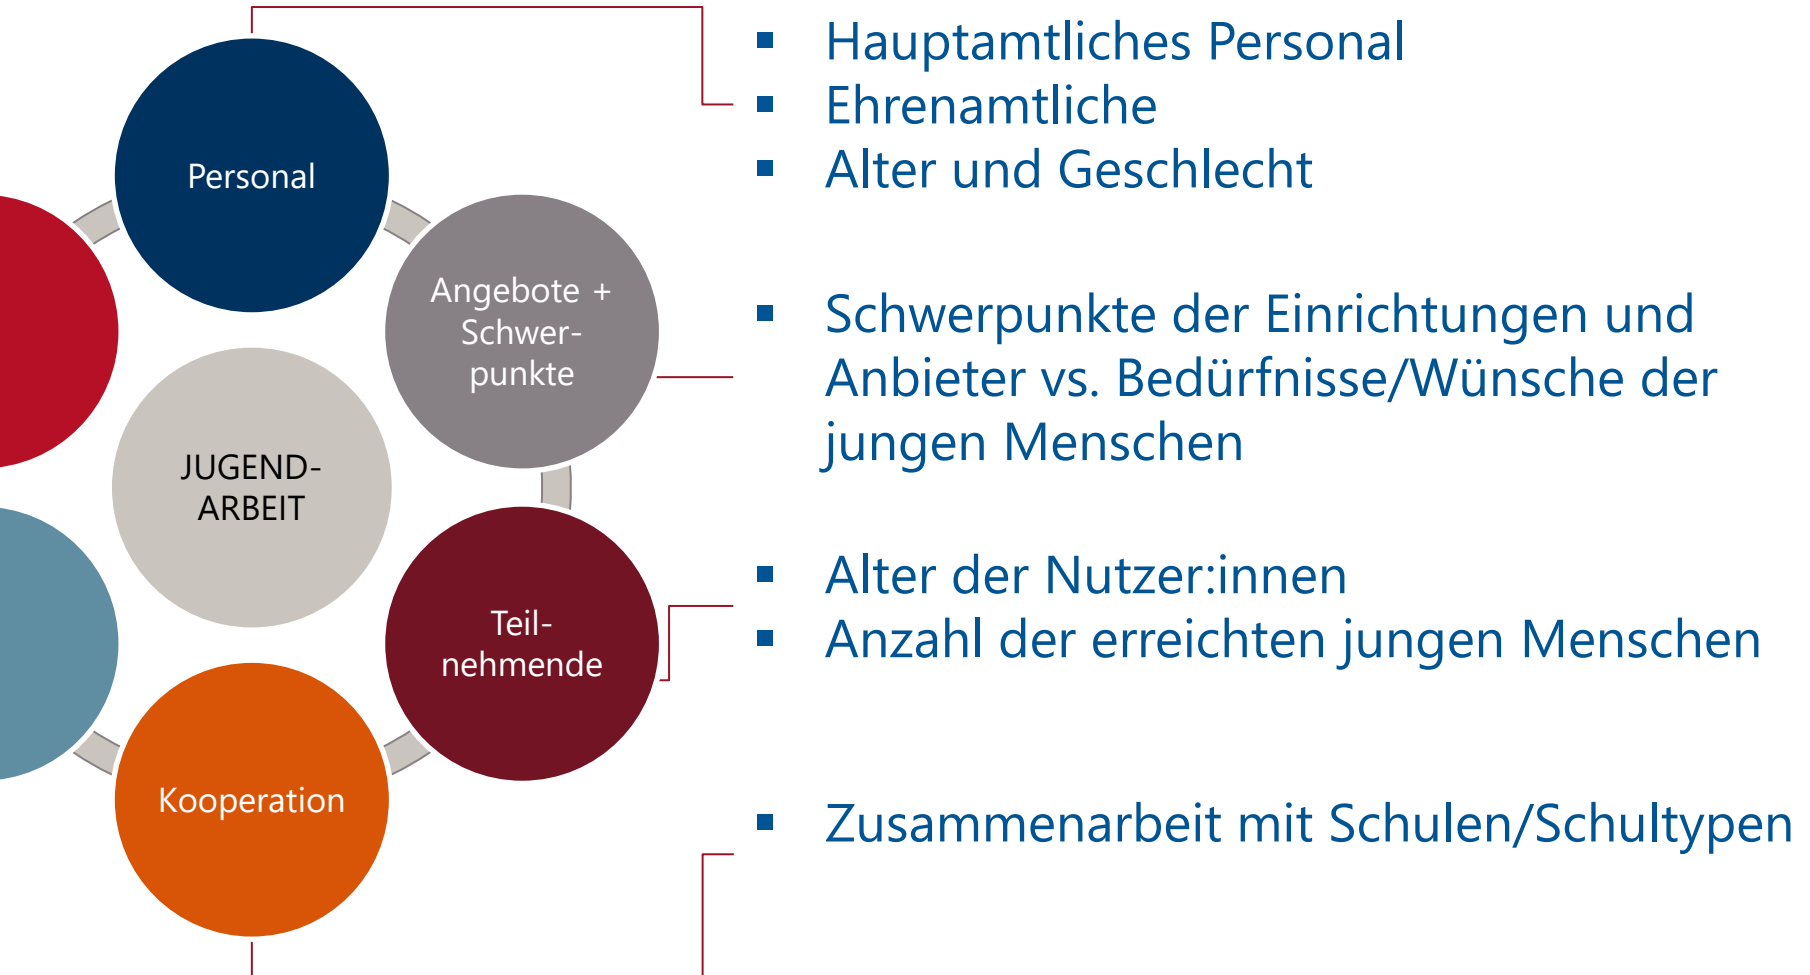 Personal
Angebote +
Schwer-
punkte
JUGEND-
ARBEIT
Teil-
nehmende
Kooperation
▪ Hauptamtliches Personal
▪ Ehrenamtliche
▪ Alter und Geschlecht
▪ Schwerpunkte der Einrichtungen und
Anbieter vs. Bedürfnisse/Wünsche der
jungen Menschen
▪ Alter der Nutzer:innen
▪ Anzahl der erreichten jungen Menschen
▪ Zusammenarbeit mit Schulen/Schultypen